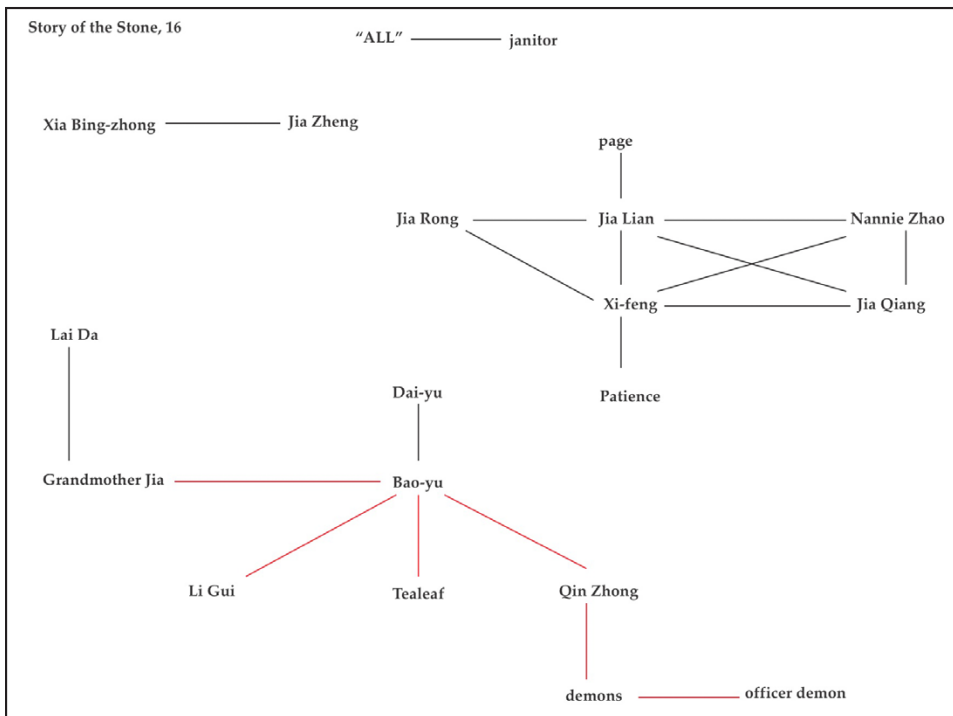 Story of the Stone, 16
“ALL”
janitor
Xia Bing-zhong
Jia Zheng
page
Jia Rong
Jia Lian
Nannie Zhao
Xi-feng
Jia Qiang
Lai Da
Dai-yu
Patience
Grandmother Jia
Bao-yu
Li Gui
Tealeaf
Qin Zhong
demons
officer demon